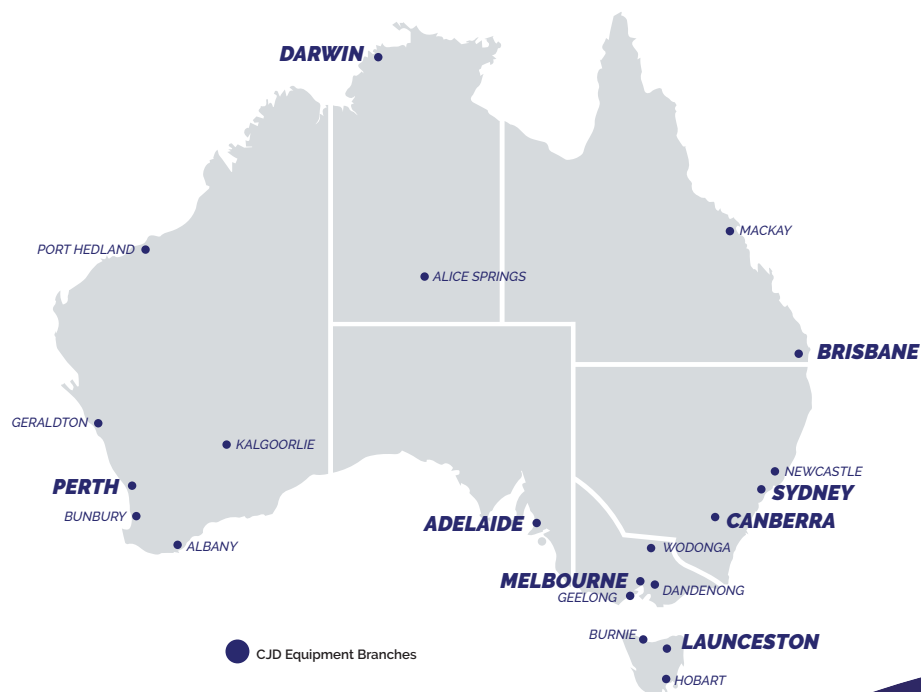 DARWIN
MACKAY
PORT HEDLAND
ALICE SPRINGS
BRISBANE
GERALDTON
KALGOORLIE
NEWCASTLE
PERTH
SYDNEY
BUNBURY
ADELAIDE
CANBERRA
ALBANY
WODONGA
MELBOURNE
DANDENONG
GEELONG
BURNIE
LAUNCESTON
CJD Equipment Branches
HOBART